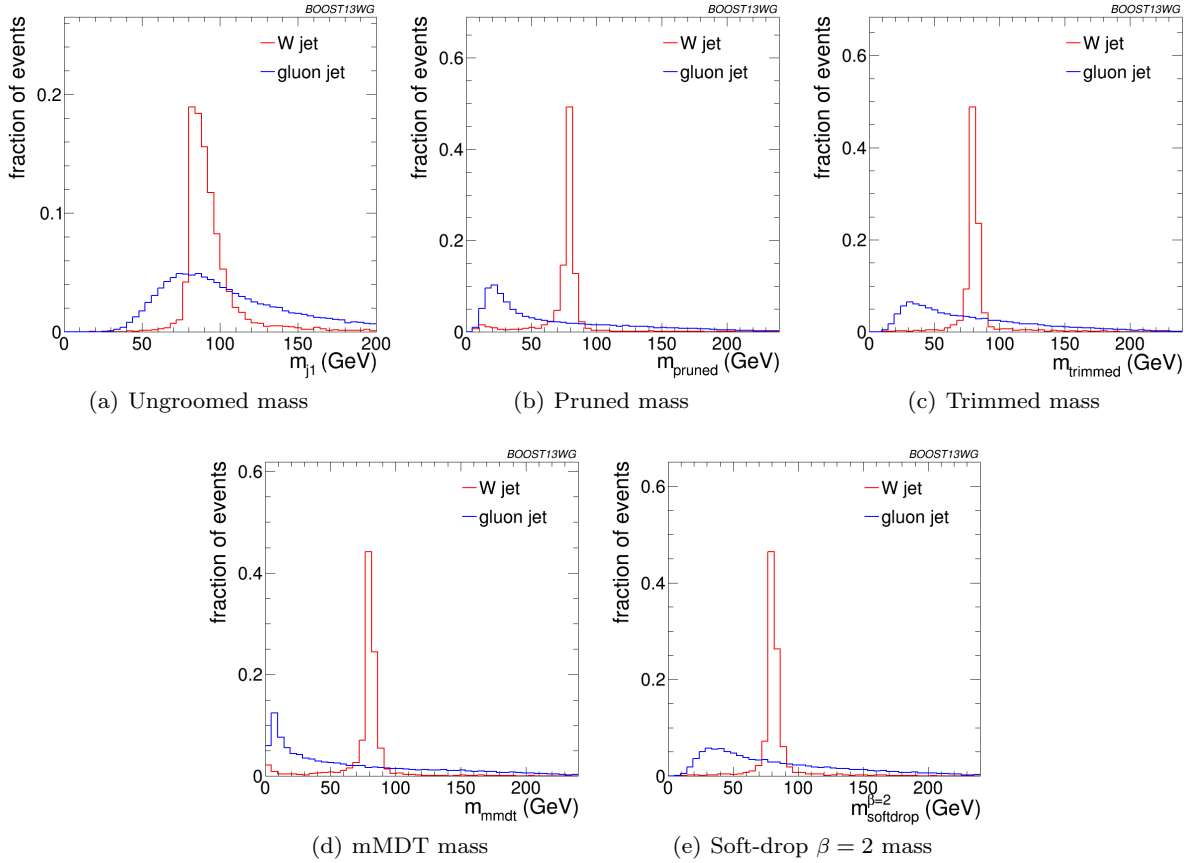 BOOST13WG
fraction of events
W jet
gluon jet
0.2
0.1
0
0 50 100 150 200
m_j1 (GeV)
(a) Ungroomed mass
BOOST13WG
fraction of events
W jet
gluon jet
0.6
0.4
0.2
0
0 50 100 150 200
m_pruned (GeV)
(b) Pruned mass
BOOST13WG
fraction of events
W jet
gluon jet
0.6
0.4
0.2
0
0 50 100 150 200
m_trimmed (GeV)
(c) Trimmed mass
BOOST13WG
fraction of events
W jet
gluon jet
0.6
0.4
0.2
0
0 50 100 150 200
m_mmdt (GeV)
(d) mMDT mass
BOOST13WG
fraction of events
W jet
gluon jet
0.6
0.4
0.2
0
0 50 100 150 200
m^β=2_softdrop (GeV)
(e) Soft-drop β = 2 mass